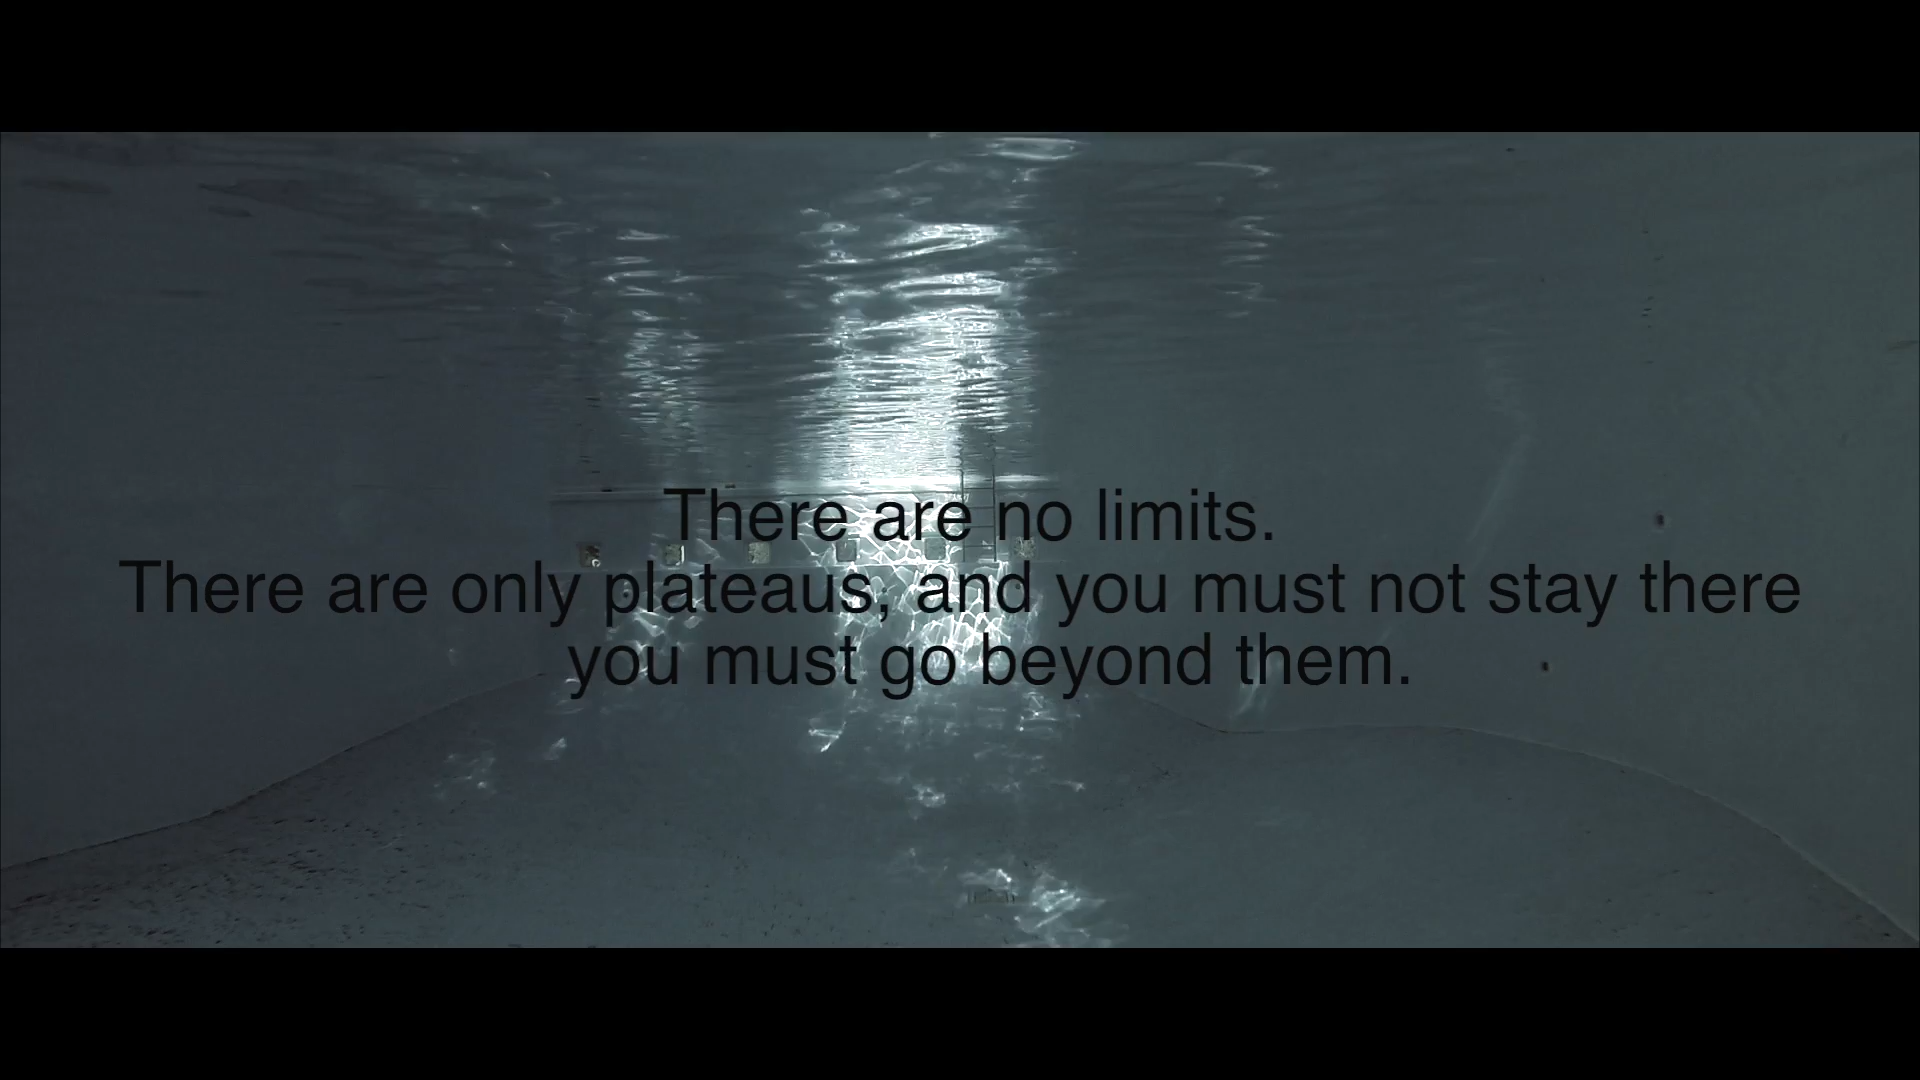 There are no limits.
There are only plateaus, and you must not stay there
you must go beyond them.